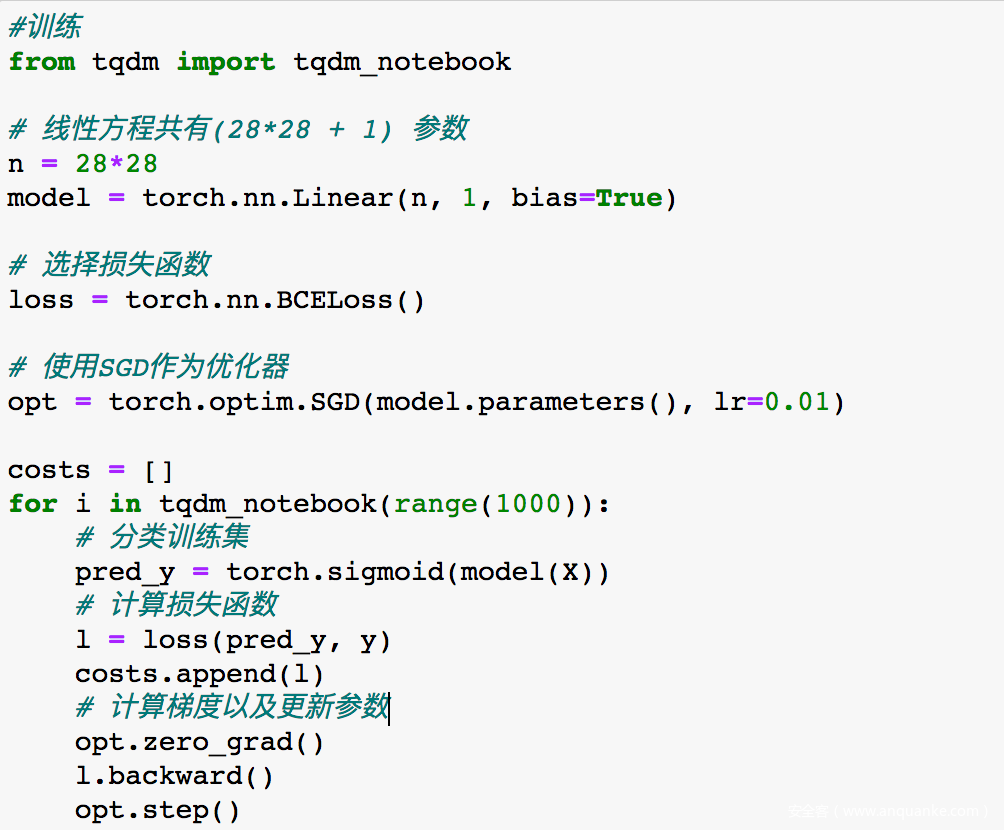 #训练
from tqdm import tqdm_notebook
# 线性方程共有(28*28 + 1) 参数
n = 28*28
model = torch.nn.Linear(n, 1, bias=True)
# 选择损失函数
loss = torch.nn.BCELoss()
# 使用SGD作为优化器
opt = torch.optim.SGD(model.parameters(), lr=0.01)
costs = []
for i in tqdm_notebook(range(1000)):
    # 分类训练集
    pred_y = torch.sigmoid(model(X))
    # 计算损失函数
    l = loss(pred_y, y)
    costs.append(l)
    # 计算梯度以及更新参数
    opt.zero_grad()
    l.backward()
    opt.step()
安全客 ( www.anquanke.com )